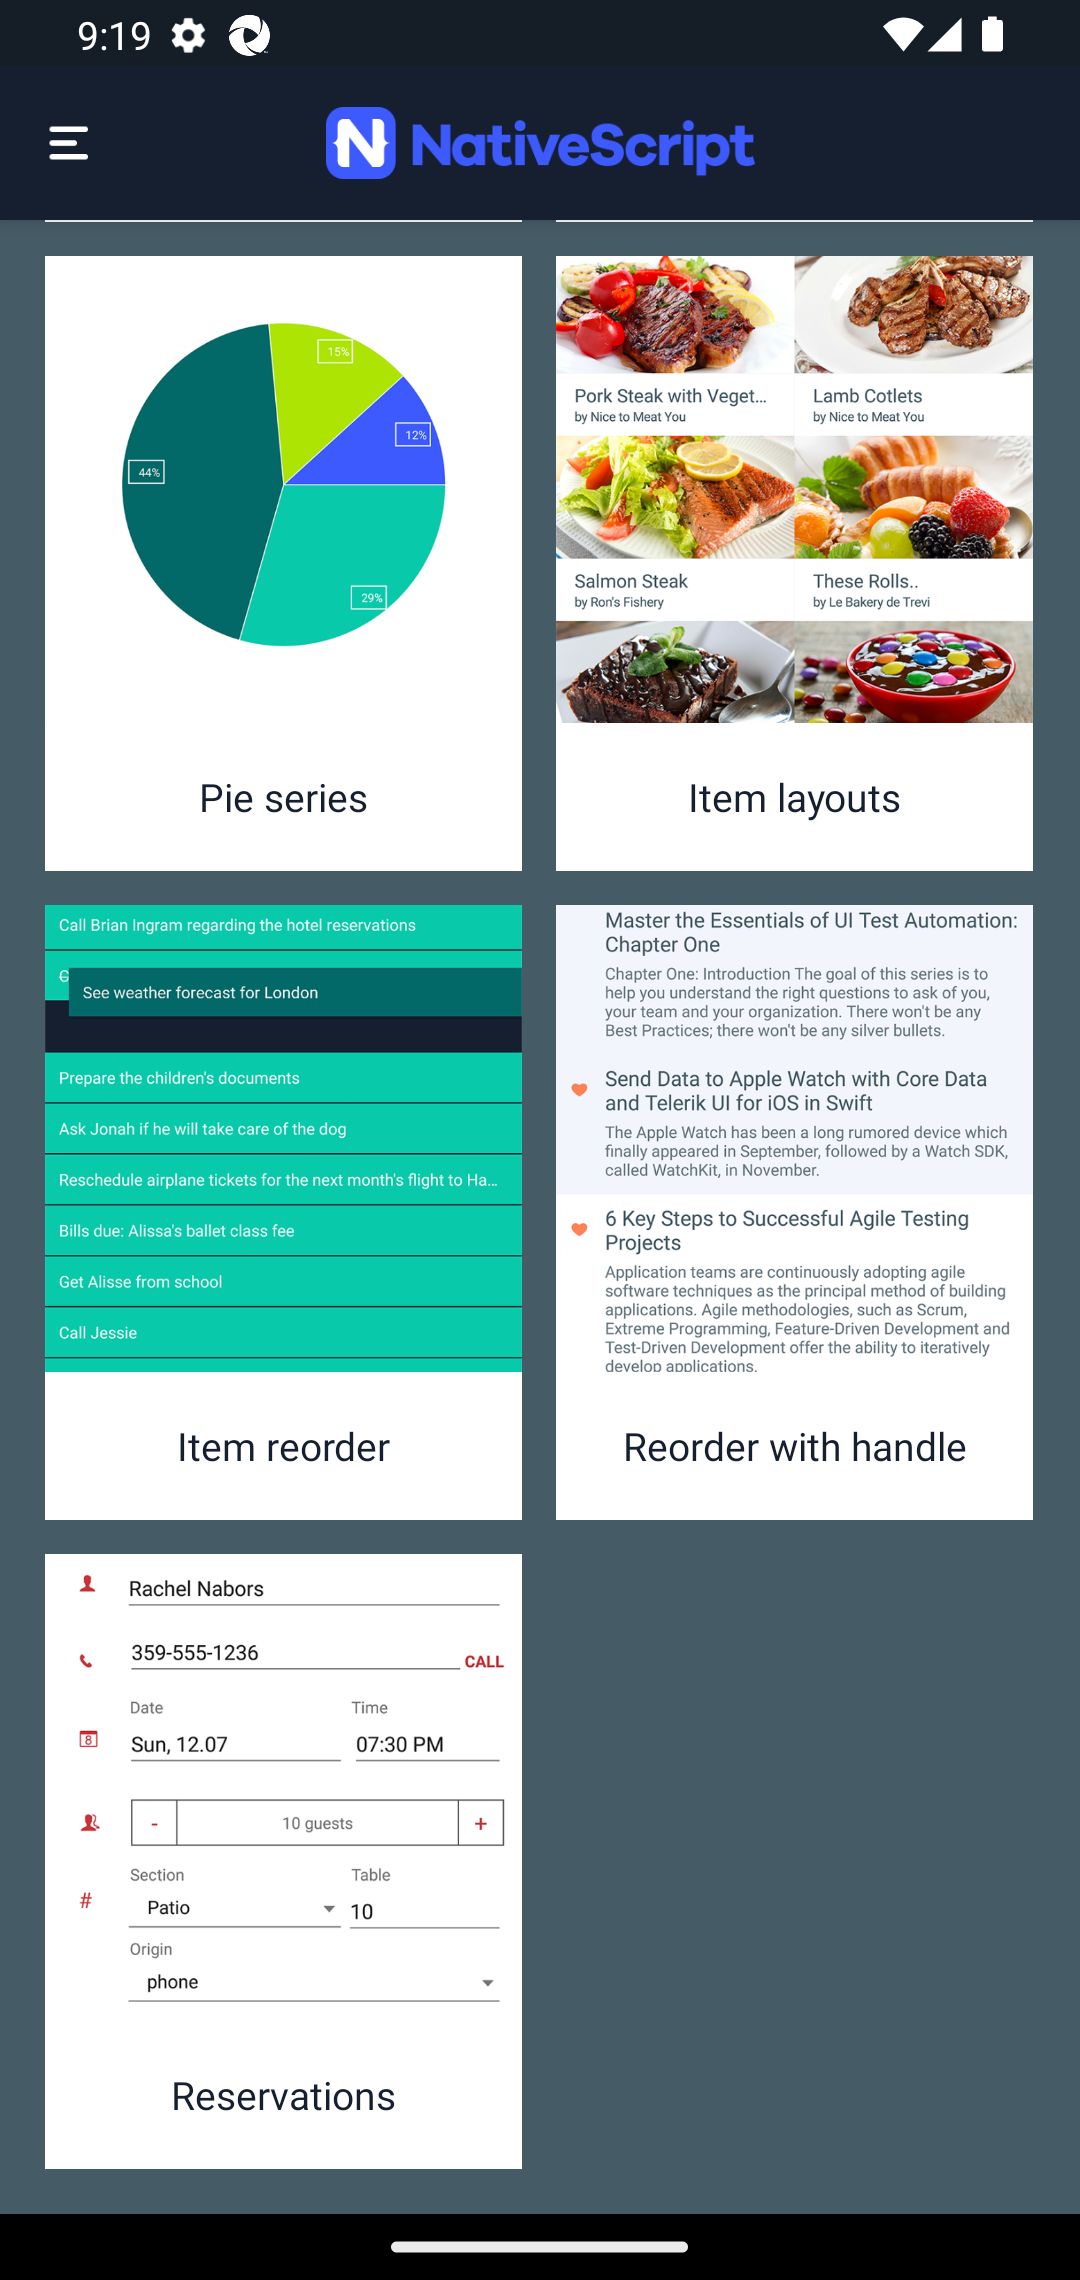 9:19
NativeScript
15%
12%
44%
29%
Pie series
Pork Steak with Veget...
by Nice to Meat You
Lamb Cotlets
by Nice to Meat You
Salmon Steak
by Ron's Fishery
These Rolls..
by Le Bakery de Trevi
Item layouts
Call Brian Ingram regarding the hotel reservations
See weather forecast for London
Prepare the children's documents
Ask Jonah if he will take care of the dog
Reschedule airplane tickets for the next month's flight to Ha...
Bills due: Alissa's ballet class fee
Get Alisse from school
Call Jessie
Item reorder
Master the Essentials of UI Test Automation:
Chapter One
Chapter One: Introduction The goal of this series is to
help you understand the right questions to ask of you,
your team and your organization. There won't be any
Best Practices; there won't be any silver bullets.
Send Data to Apple Watch with Core Data
and Telerik UI for iOS in Swift
The Apple Watch has been a long rumored device which
finally appeared in September, followed by a Watch SDK,
called WatchKit, in November.
6 Key Steps to Successful Agile Testing
Projects
Application teams are continuously adopting agile
software techniques as the principal method of building
applications. Agile methodologies, such as Scrum,
Extreme Programming, Feature-Driven Development and
Test-Driven Development offer the ability to iteratively
develop applications.
Reorder with handle
Rachel Nabors
359-555-1236
CALL
Date
Time
8
Sun, 12.07
07:30 PM
- 10 guests +
Section
Table
#
Patio
10
Origin
phone
Reservations